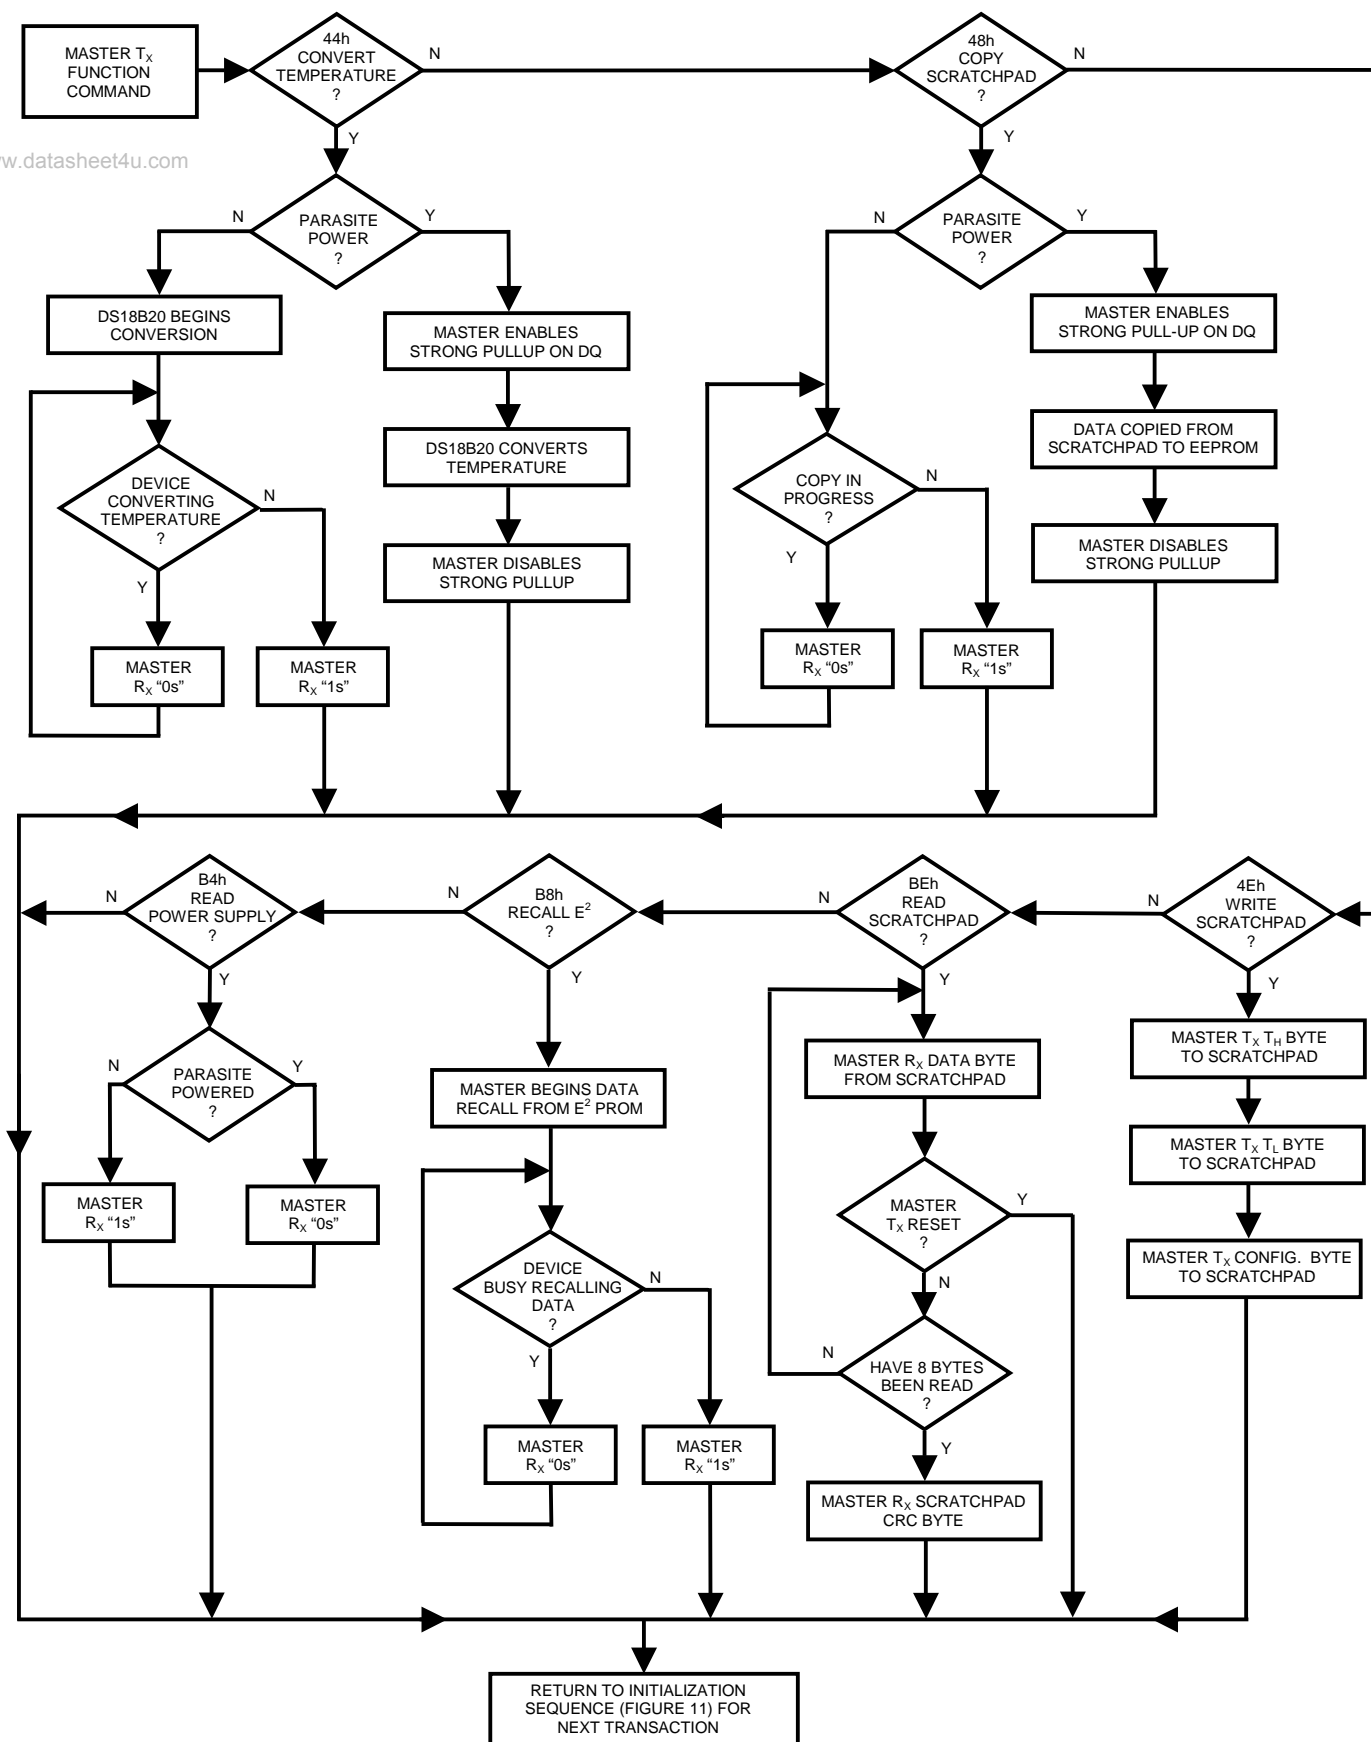 MASTER TX
FUNCTION
COMMAND
44h
CONVERT
TEMPERATURE
?
N
48h
COPY
SCRATCHPAD
?
N
Y
Y
w.datasheet4u.com
N
PARASITE
POWER
?
Y
N
PARASITE
POWER
?
Y
DS18B20 BEGINS
CONVERSION
MASTER ENABLES
STRONG PULLUP ON DQ
MASTER ENABLES
STRONG PULL-UP ON DQ
DS18B20 CONVERTS
TEMPERATURE
DATA COPIED FROM
SCRATCHPAD TO EEPROM
DEVICE
CONVERTING
TEMPERATURE
?
N
COPY IN
PROGRESS
?
N
MASTER DISABLES
STRONG PULLUP
MASTER DISABLES
STRONG PULLUP
Y
Y
MASTER
RX “0s”
MASTER
RX “1s”
MASTER
RX “0s”
MASTER
RX “1s”
N
B4h
READ
POWER SUPPLY
?
N
B8h
RECALL E2
?
N
BEh
READ
SCRATCHPAD
?
N
4Eh
WRITE
SCRATCHPAD
?
Y
Y
Y
Y
N
PARASITE
POWERED
?
Y
MASTER BEGINS DATA
RECALL FROM E2 PROM
MASTER RX DATA BYTE
FROM SCRATCHPAD
MASTER TX TH BYTE
TO SCRATCHPAD
MASTER TX TL BYTE
TO SCRATCHPAD
MASTER
RX “1s”
MASTER
RX “0s”
MASTER
TX RESET
?
Y
N
MASTER TX CONFIG. BYTE
TO SCRATCHPAD
DEVICE
BUSY RECALLING
DATA
?
N
Y
N
HAVE 8 BYTES
BEEN READ
?
Y
MASTER
RX “0s”
MASTER
RX “1s”
MASTER RX SCRATCHPAD
CRC BYTE
RETURN TO INITIALIZATION
SEQUENCE (FIGURE 11) FOR
NEXT TRANSACTION